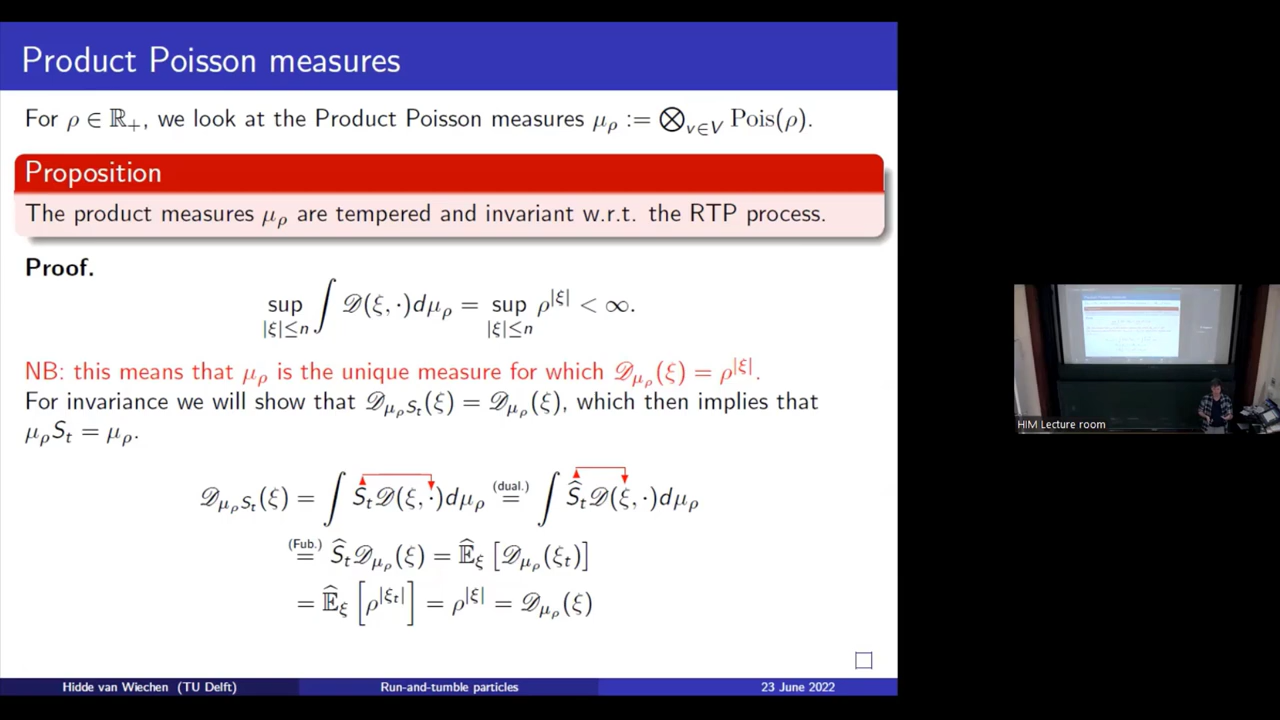 Product Poisson measures
For ρ ∈ ℝ₊, we look at the Product Poisson measures μ_ρ := ⨂_{v∈V} Pois(ρ).
Proposition
The product measures μ_ρ are tempered and invariant w.r.t. the RTP process.
Proof.
sup_{|ξ|≤n} ∫ 𝒟(ξ, ·)dμ_ρ = sup_{|ξ|≤n} ρ^{|ξ|} < ∞.
NB: this means that μ_ρ is the unique measure for which 𝒟_{μ_ρ}(ξ) = ρ^{|ξ|}.
For invariance we will show that 𝒟_{μ_ρ S_t}(ξ) = 𝒟_{μ_ρ}(ξ), which then implies that
μ_ρ S_t = μ_ρ.
𝒟_{μ_ρ S_t}(ξ) = ∫ S_t 𝒟(ξ, ·)dμ_ρ (dual.) = ∫ Ŝ_t 𝒟(ξ, ·)dμ_ρ
(Fub.) = Ŝ_t 𝒟_{μ_ρ}(ξ) = 𝔼̂_ξ [𝒟_{μ_ρ}(ξ_t)]
= 𝔼̂_ξ [ρ^{|ξ_t|}] = ρ^{|ξ|} = 𝒟_{μ_ρ}(ξ)
□
Hidde van Wiechen (TU Delft) Run-and-tumble particles 23 June 2022
HIM Lecture room